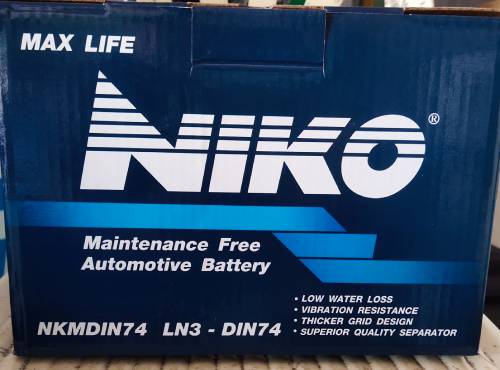 MAX LIFE
NIKO®
Maintenance Free
Automotive Battery
• LOW WATER LOSS
• VIBRATION RESISTANCE
• THICKER GRID DESIGN
• SUPERIOR QUALITY SEPARATOR
NKMDIN74 LN3 - DIN74